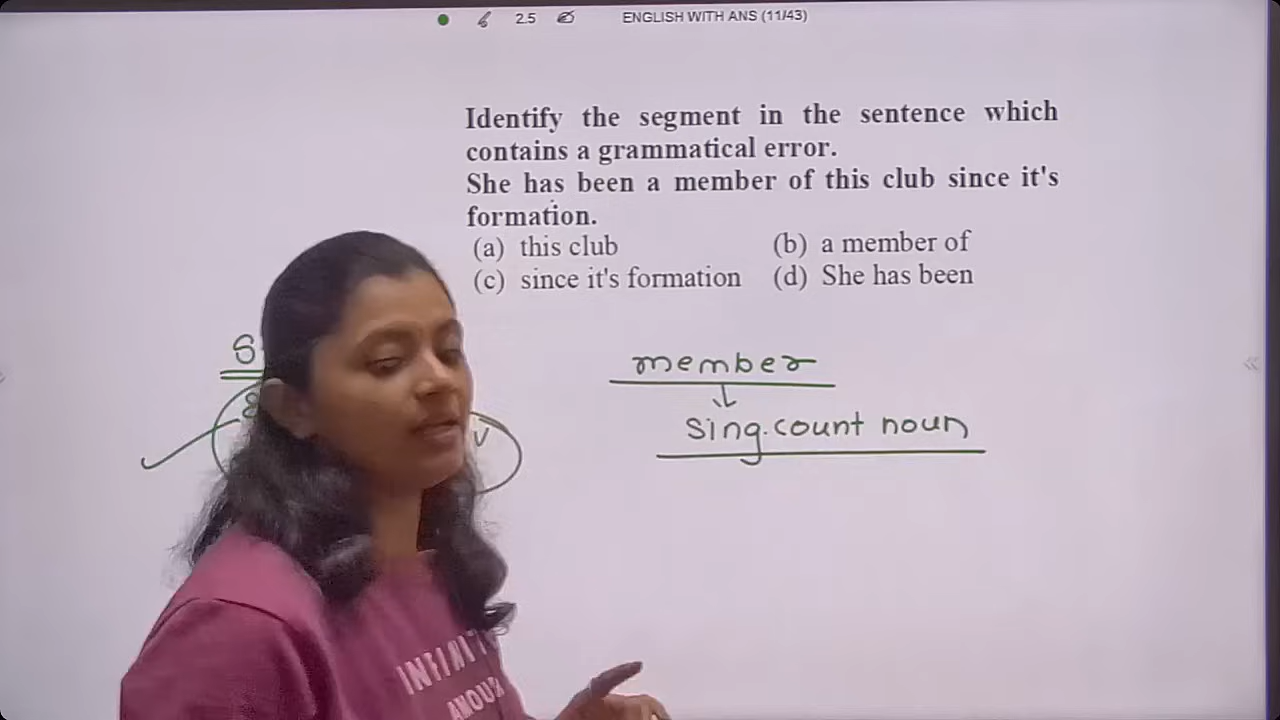 2.5 ENGLISH WITH ANS (11/43)
Identify the segment in the sentence which
contains a grammatical error.
She has been a member of this club since it's
formation.
(a) this club (b) a member of
(c) since it's formation (d) She has been
S
member
sing.count noun
V
INFINIT
AMOUR